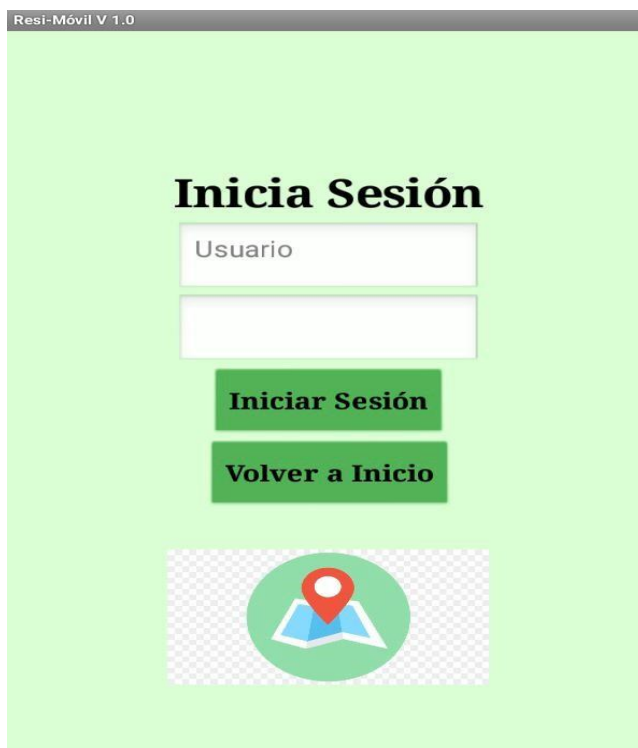 Resi-Móvil V 1.0
Inicia Sesión
Usuario
Iniciar Sesión
Volver a Inicio